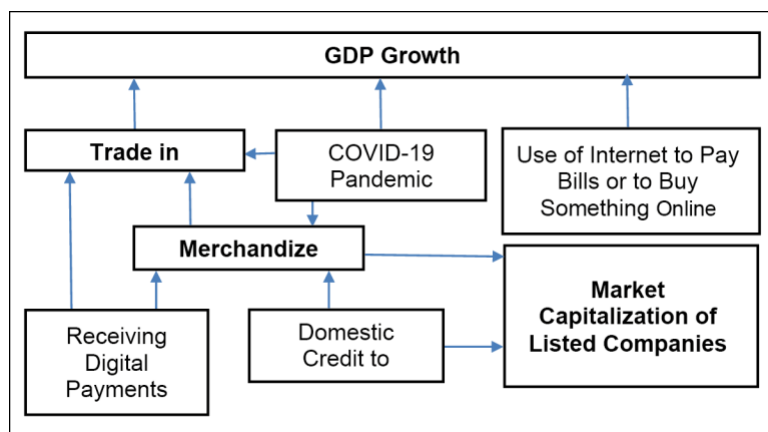 GDP Growth
Trade in
COVID-19
Pandemic
Use of Internet to Pay
Bills or to Buy
Something Online
Merchandize
Market
Capitalization of
Listed Companies
Receiving
Digital
Payments
Domestic
Credit to